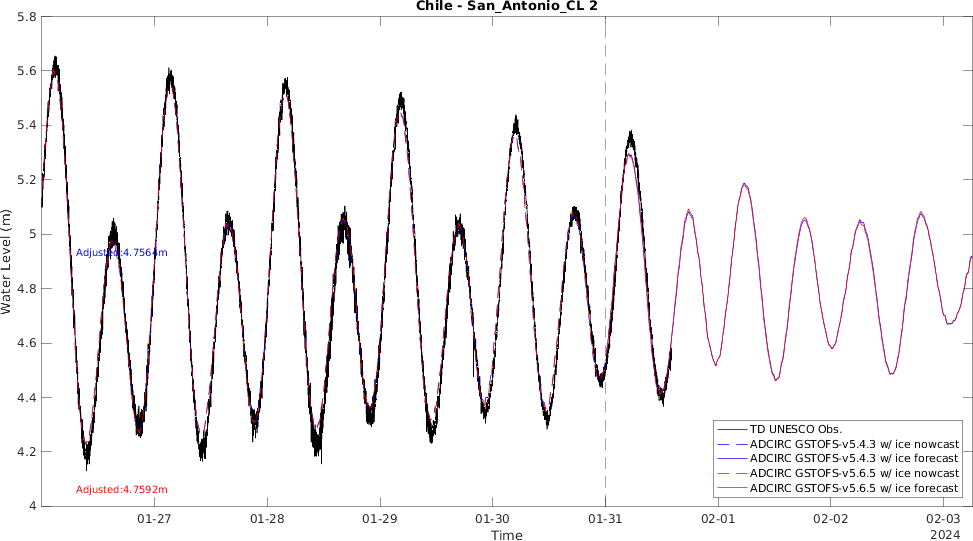 Chile - San_Antonio_CL 2
5.8
5.6
5.4
5.2
5
4.8
4.6
4.4
4.2
4
Water Level (m)
Adjusted:4.7564m
Adjusted:4.7592m
TD UNESCO Obs.
ADCIRC GSTOFS-v5.4.3 w/ ice nowcast
ADCIRC GSTOFS-v5.4.3 w/ ice forecast
ADCIRC GSTOFS-v5.6.5 w/ ice nowcast
ADCIRC GSTOFS-v5.6.5 w/ ice forecast
01-27 01-28 01-29 01-30 01-31 02-01 02-02 02-03
Time
2024